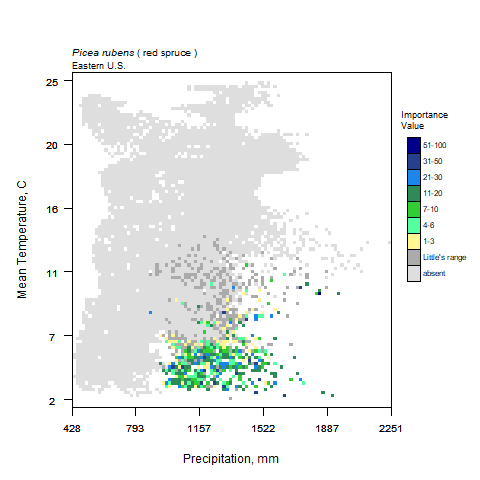 Picea rubens ( red spruce )
Eastern U.S.
25
20
16
11
7
2
Mean Temperature, C
428 793 1157 1522 1887 2251
Precipitation, mm
Importance
Value
51-100
31-50
21-30
11-20
7-10
4-6
1-3
Little's range
absent